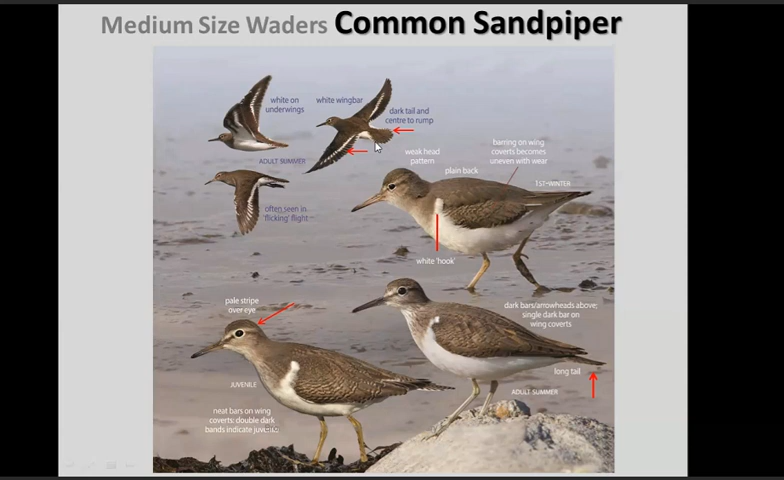 Medium Size Waders Common Sandpiper
white on
underwings
white wingbar
dark tail and
centre to rump
ADULT SUMMER
weak head
pattern
plain back
barring on wing
coverts becomes
uneven with wear
1ST-WINTER
often seen in
'flicking' flight
white 'hook'
pale stripe
over eye
dark bars/arrowheads above;
single dark bar on
wing coverts
long tail
JUVENILE
ADULT SUMMER
neat bars on wing
coverts: double dark
bands indicate juvenile